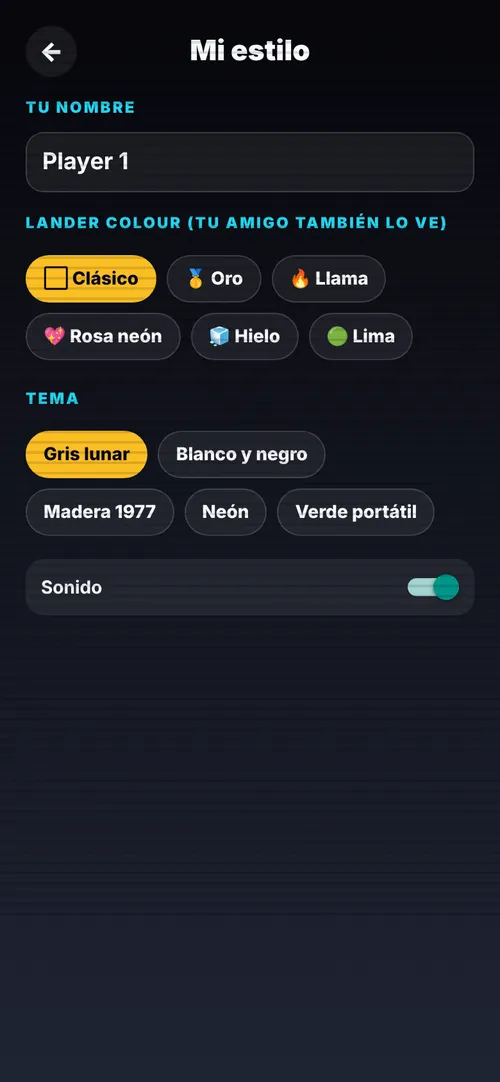 Mi estilo
TU NOMBRE
Player 1
LANDER COLOUR (TU AMIGO TAMBIÉN LO VE)
Clásico
🥇 Oro
🔥 Llama
💖 Rosa neón
🧊 Hielo
🟢 Lima
TEMA
Gris lunar
Blanco y negro
Madera 1977
Neón
Verde portátil
Sonido